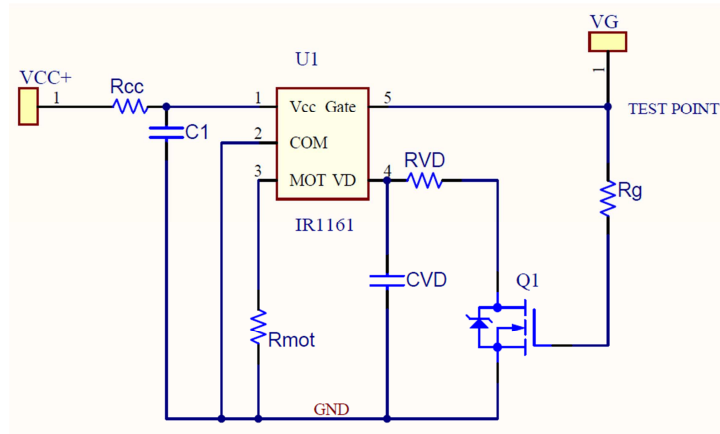 VG
U1
VCC+
1
Rcc
1
Vcc
Gate
5
1
TEST POINT
C1
2
COM
RVD
3
MOT
VD
4
Rg
IR1161
CVD
Q1
Rmot
GND